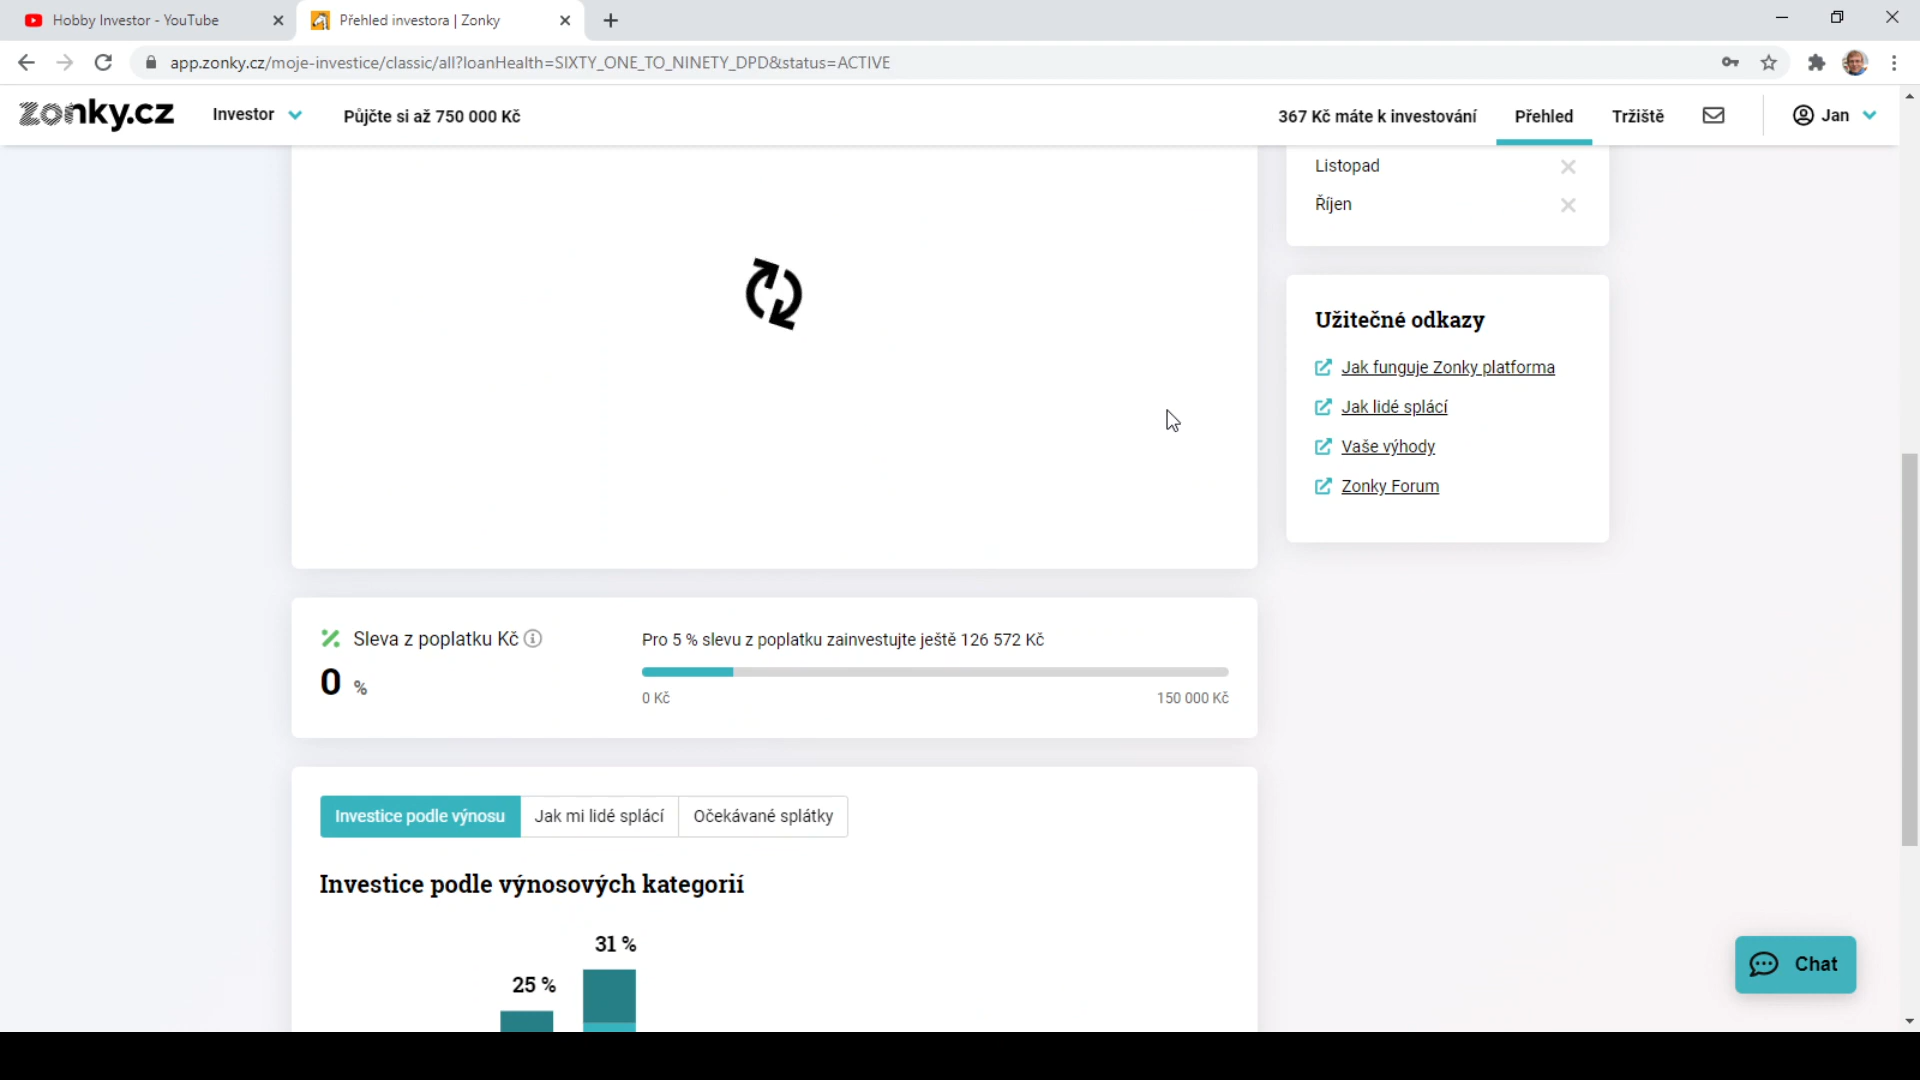 Hobby Investor - YouTube
Přehled investora | Zonky
app.zonky.cz/moje-investice/classic/all?loanHealth=SIXTY_ONE_TO_NINETY_DPD&status=ACTIVE
zonky.cz
Investor
Půjčte si až 750 000 Kč
367 Kč máte k investování
Přehled
Tržiště
Jan
Listopad
Říjen
Užitečné odkazy
Jak funguje Zonky platforma
Jak lidé splácí
Vaše výhody
Zonky Forum
Sleva z poplatku Kč
0 %
Pro 5 % slevu z poplatku zainvestujte ještě 126 572 Kč
0 Kč
150 000 Kč
Investice podle výnosu
Jak mi lidé splácí
Očekávané splátky
Investice podle výnosových kategorií
31 %
25 %
Chat